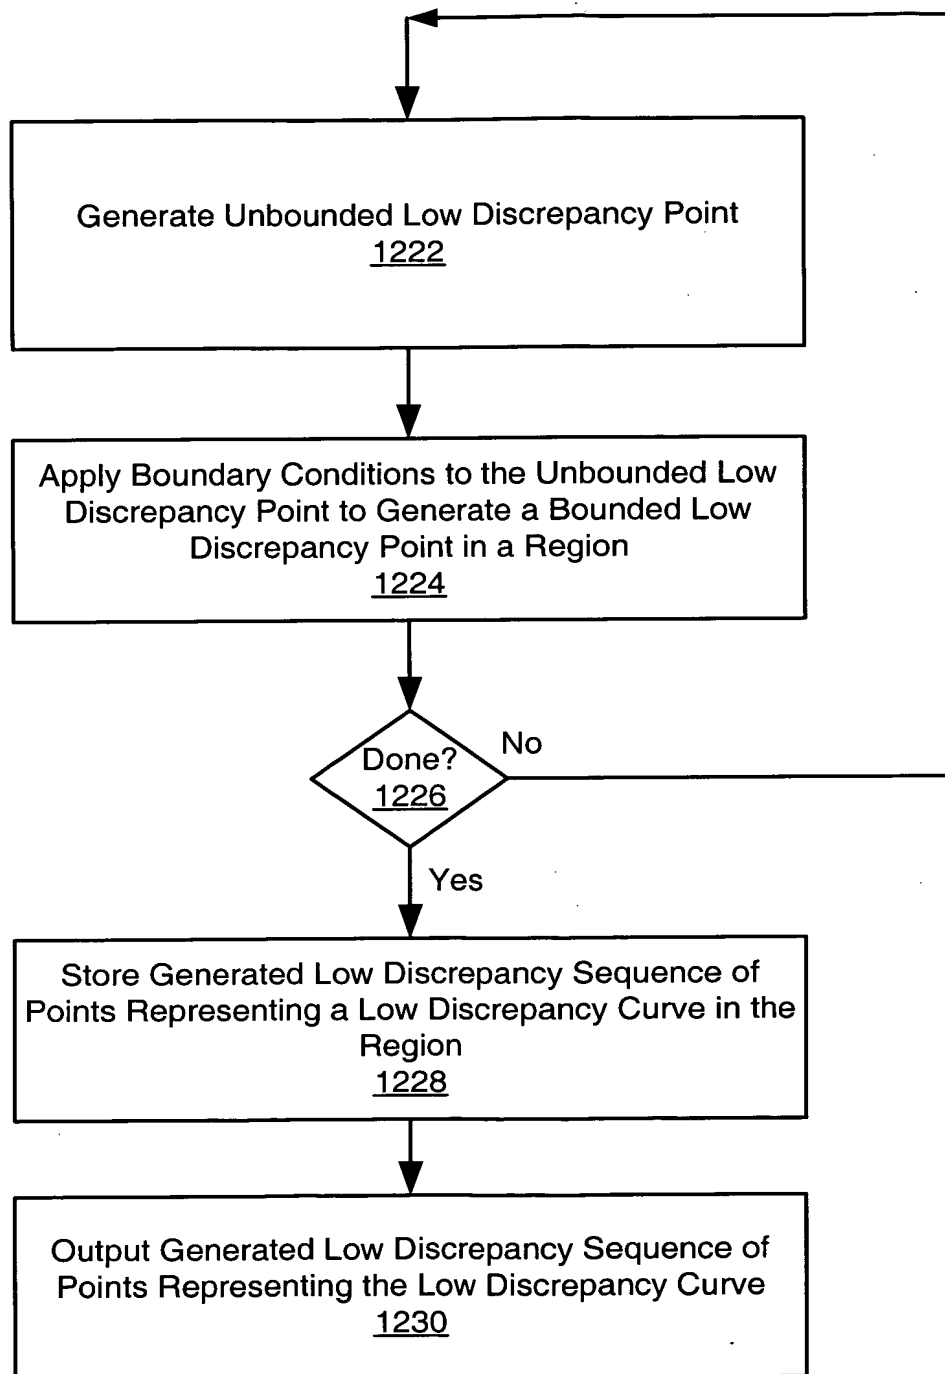 Generate Unbounded Low Discrepancy Point
1222
Apply Boundary Conditions to the Unbounded Low
Discrepancy Point to Generate a Bounded Low
Discrepancy Point in a Region
1224
Done?
1226
No
Yes
Store Generated Low Discrepancy Sequence of
Points Representing a Low Discrepancy Curve in the
Region
1228
Output Generated Low Discrepancy Sequence of
Points Representing the Low Discrepancy Curve
1230